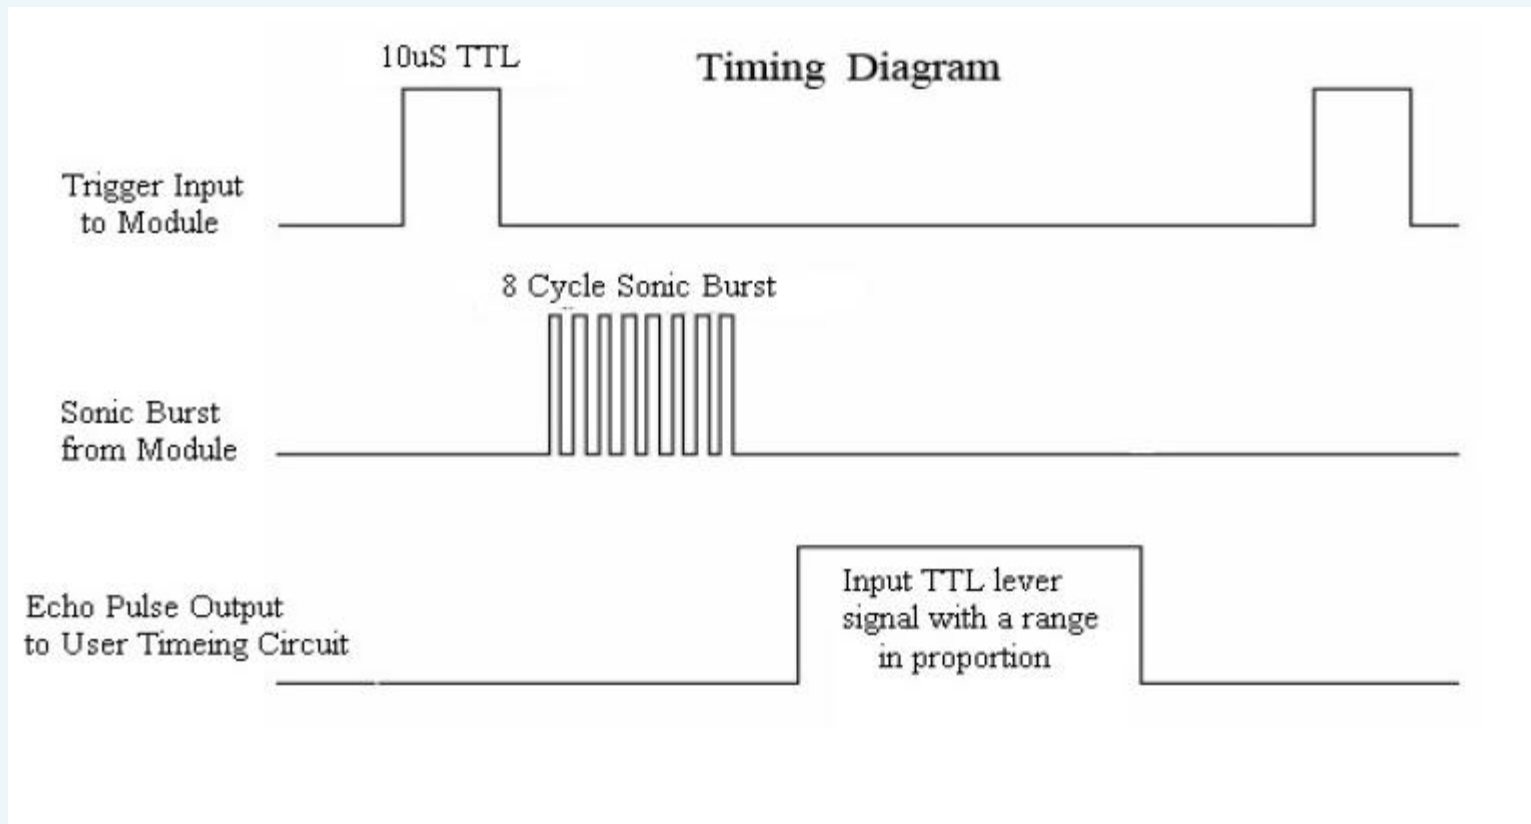 10uS TTL
Timing Diagram
Trigger Input
to Module
8 Cycle Sonic Burst
Sonic Burst
from Module
Input TTL lever
signal with a range
in proportion
Echo Pulse Output
to User Timeing Circuit